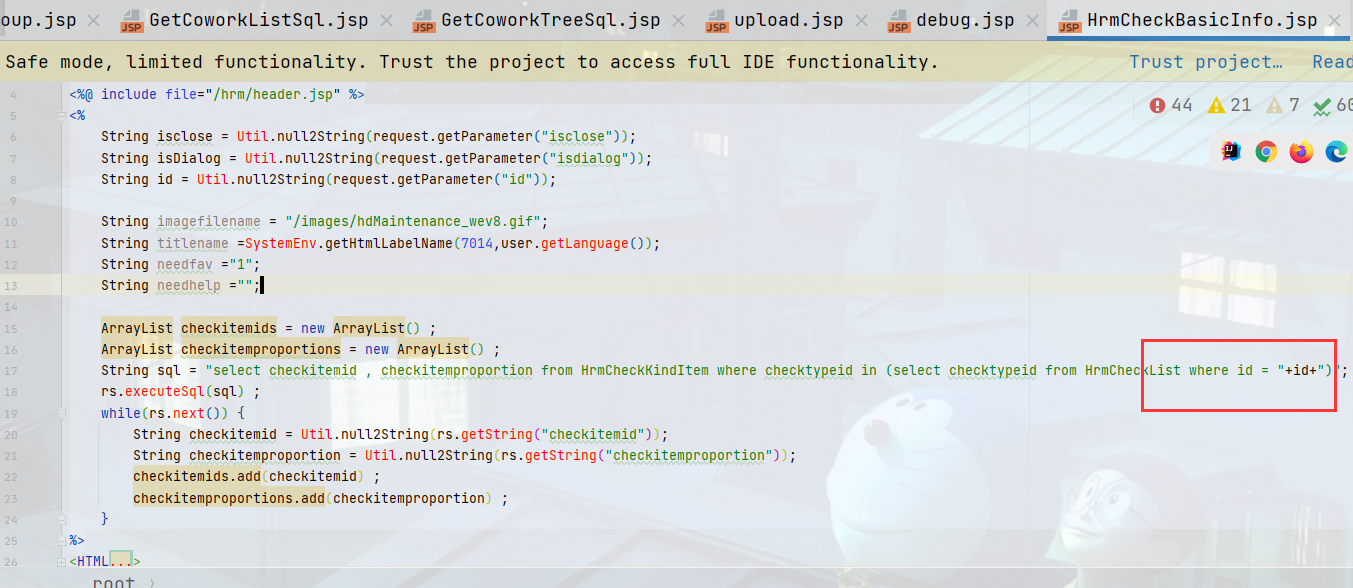 oup.jsp GetCoworkListSql.jsp GetCoworkTreeSql.jsp upload.jsp debug.jsp HrmCheckBasicInfo.jsp
Safe mode, limited functionality. Trust the project to access full IDE functionality. Trust project… Read
4 <%@ include file="/hrm/header.jsp" %>
44 21 7 60
5 <%
6 String isclose = Util.null2String(request.getParameter("isclose"));
7 String isDialog = Util.null2String(request.getParameter("isdialog"));
8 String id = Util.null2String(request.getParameter("id"));
9
10 String imagefilename = "/images/hdMaintenance_wev8.gif";
11 String titlename =SystemEnv.getHtmlLabelName(7014,user.getLanguage());
12 String needfav ="1";
13 String needhelp ="";
14
15 ArrayList checkitemids = new ArrayList() ;
16 ArrayList checkitemproportions = new ArrayList() ;
17 String sql = "select checkitemid , checkitemproportion from HrmCheckKindItem where checktypeid in (select checktypeid from HrmCheckList where id = "+id+")";
18 rs.executeSql(sql) ;
19 while(rs.next()) {
20 String checkitemid = Util.null2String(rs.getString("checkitemid"));
21 String checkitemproportion = Util.null2String(rs.getString("checkitemproportion"));
22 checkitemids.add(checkitemid) ;
23 checkitemproportions.add(checkitemproportion) ;
24 }
25 %>
26 <HTML...>
root